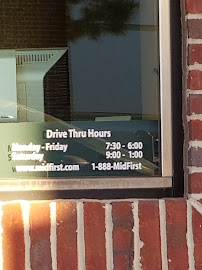 Drive Thru Hours
Monday - Friday 7:30 - 6:00
Saturday 9:00 - 1:00
www.midfirst.com 1-888-MidFirst